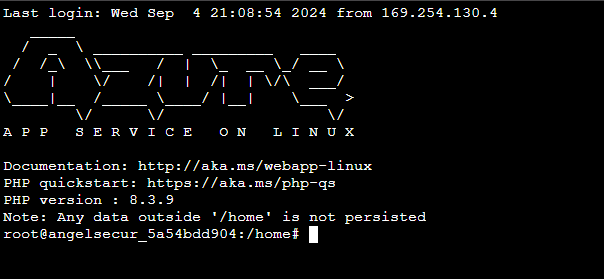 Last login: Wed Sep  4 21:08:54 2024 from 169.254.130.4
Azure
A P P   S E R V I C E   O N   L I N U X
Documentation: http://aka.ms/webapp-linux
PHP quickstart: https://aka.ms/php-qs
PHP version : 8.3.9
Note: Any data outside '/home' is not persisted
root@angelsecur_5a54bdd904:/home#